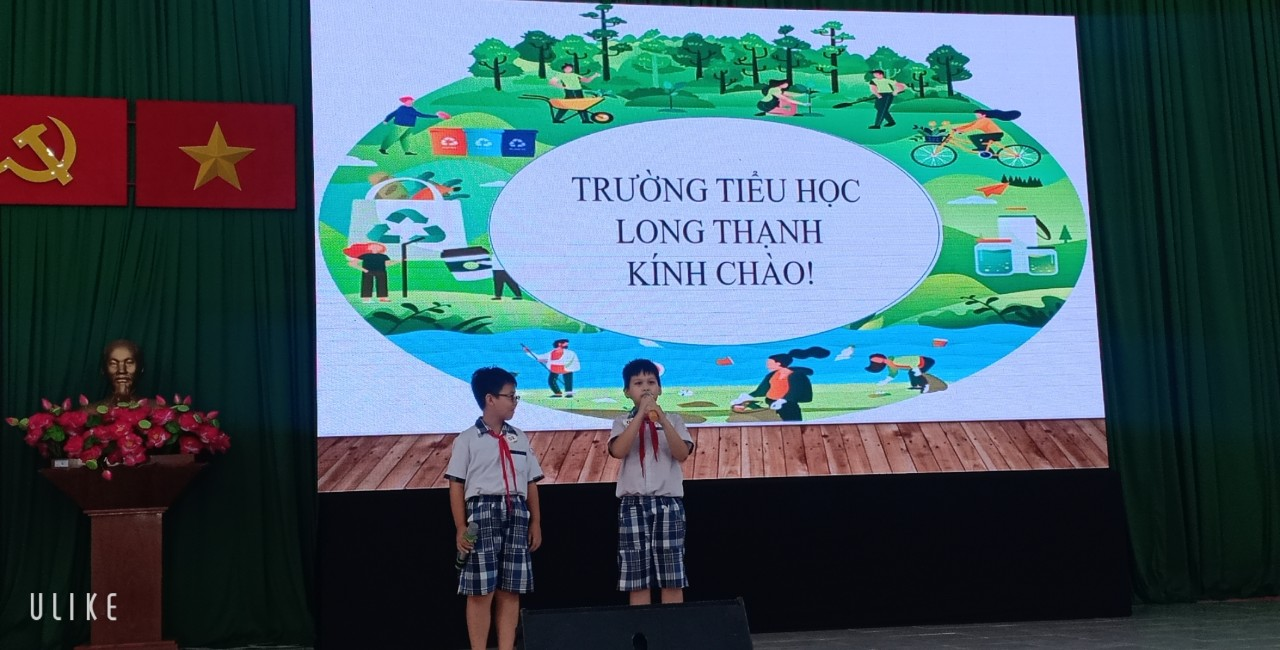 TRƯỜNG TIỂU HỌC
LONG THẠNH
KÍNH CHÀO!
ULIKE